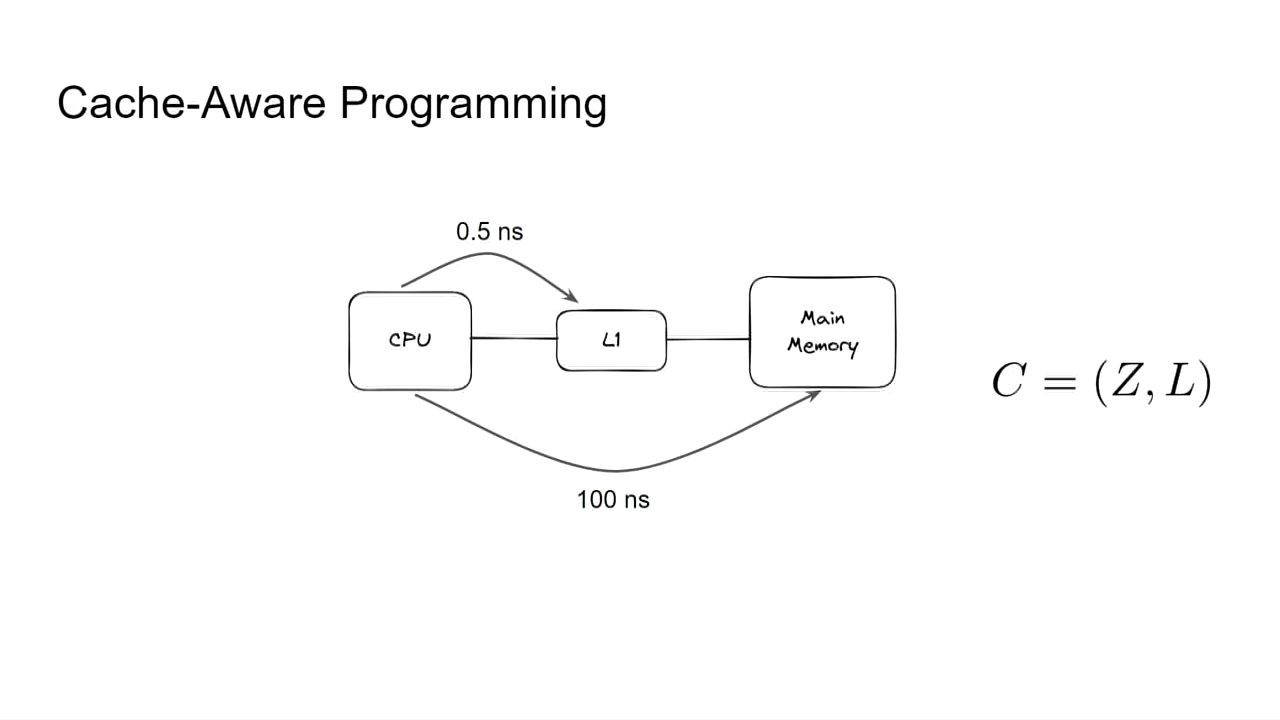 Cache-Aware Programming
0.5 ns
CPU
L1
Main
Memory
C = (Z, L)
100 ns